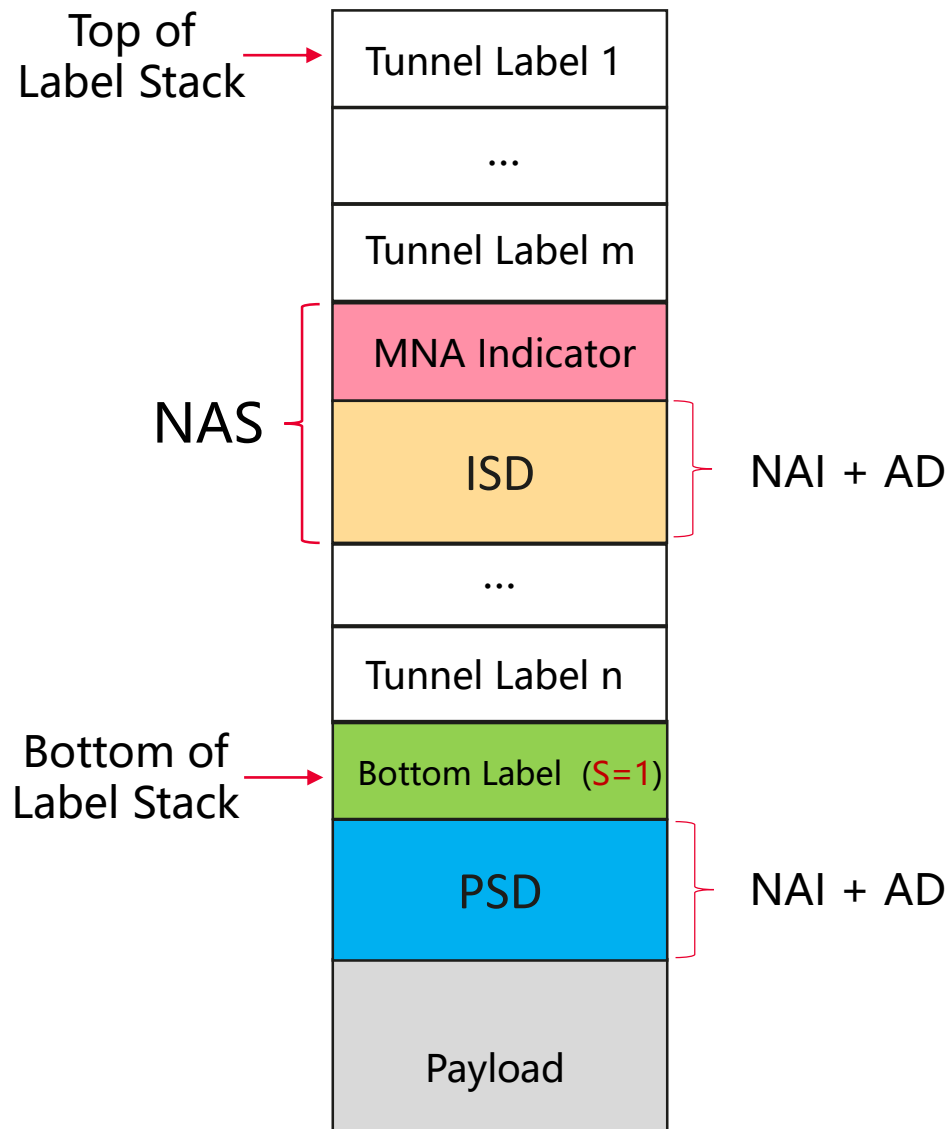 Top of
Label Stack
Tunnel Label 1
...
Tunnel Label m
NAS
MNA Indicator
ISD
NAI + AD
...
Tunnel Label n
Bottom of
Label Stack
Bottom Label (S=1)
PSD
NAI + AD
Payload